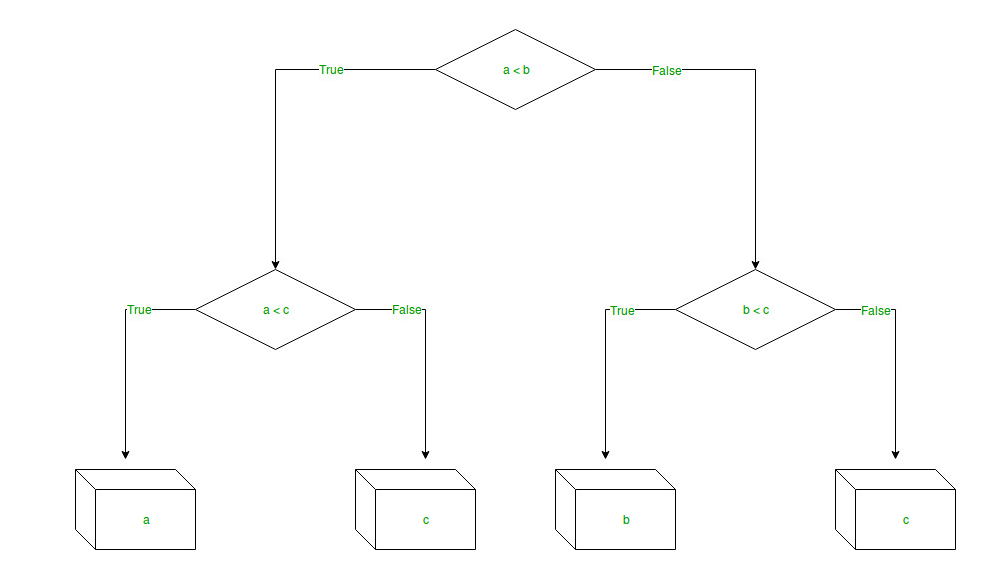 True
a < b
False
True
a < c
False
True
b < c
False
a
c
b
c